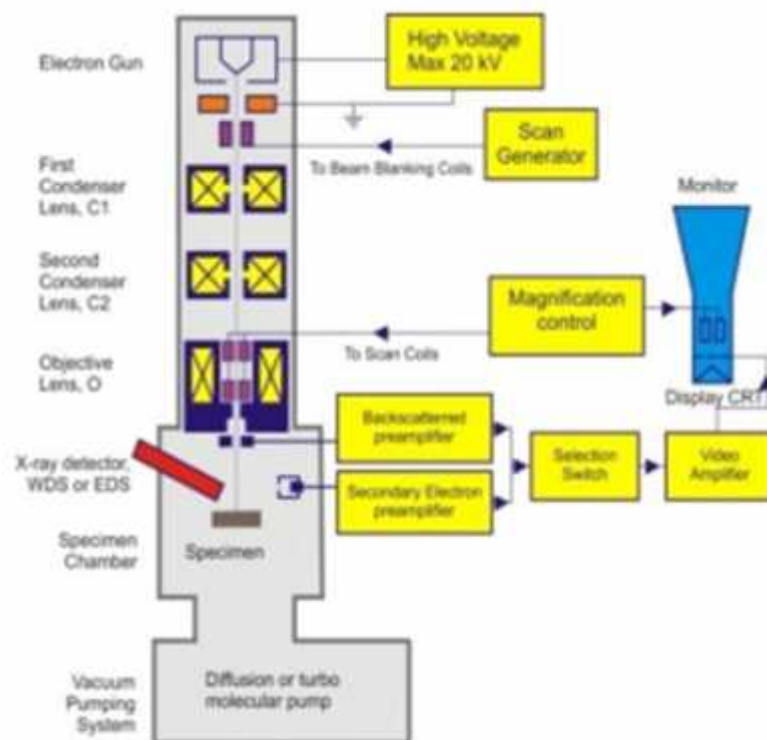 Electron Gun
High Voltage
Max 20 kV
Scan
Generator
To Beam Blanking Coils
First
Condenser
Lens, C1
Monitor
Second
Condenser
Lens, C2
Magnification
control
To Scan Coils
Objective
Lens, O
Display CRT
Backscatterred
preamplifier
Selection
Switch
Video
Amplifier
X-ray detector,
WDS or EDS
Secondary Electron
preamplifier
Specimen
Chamber
Specimen
Vacuum
Pumping
System
Diffusion or turbo
molecular pump